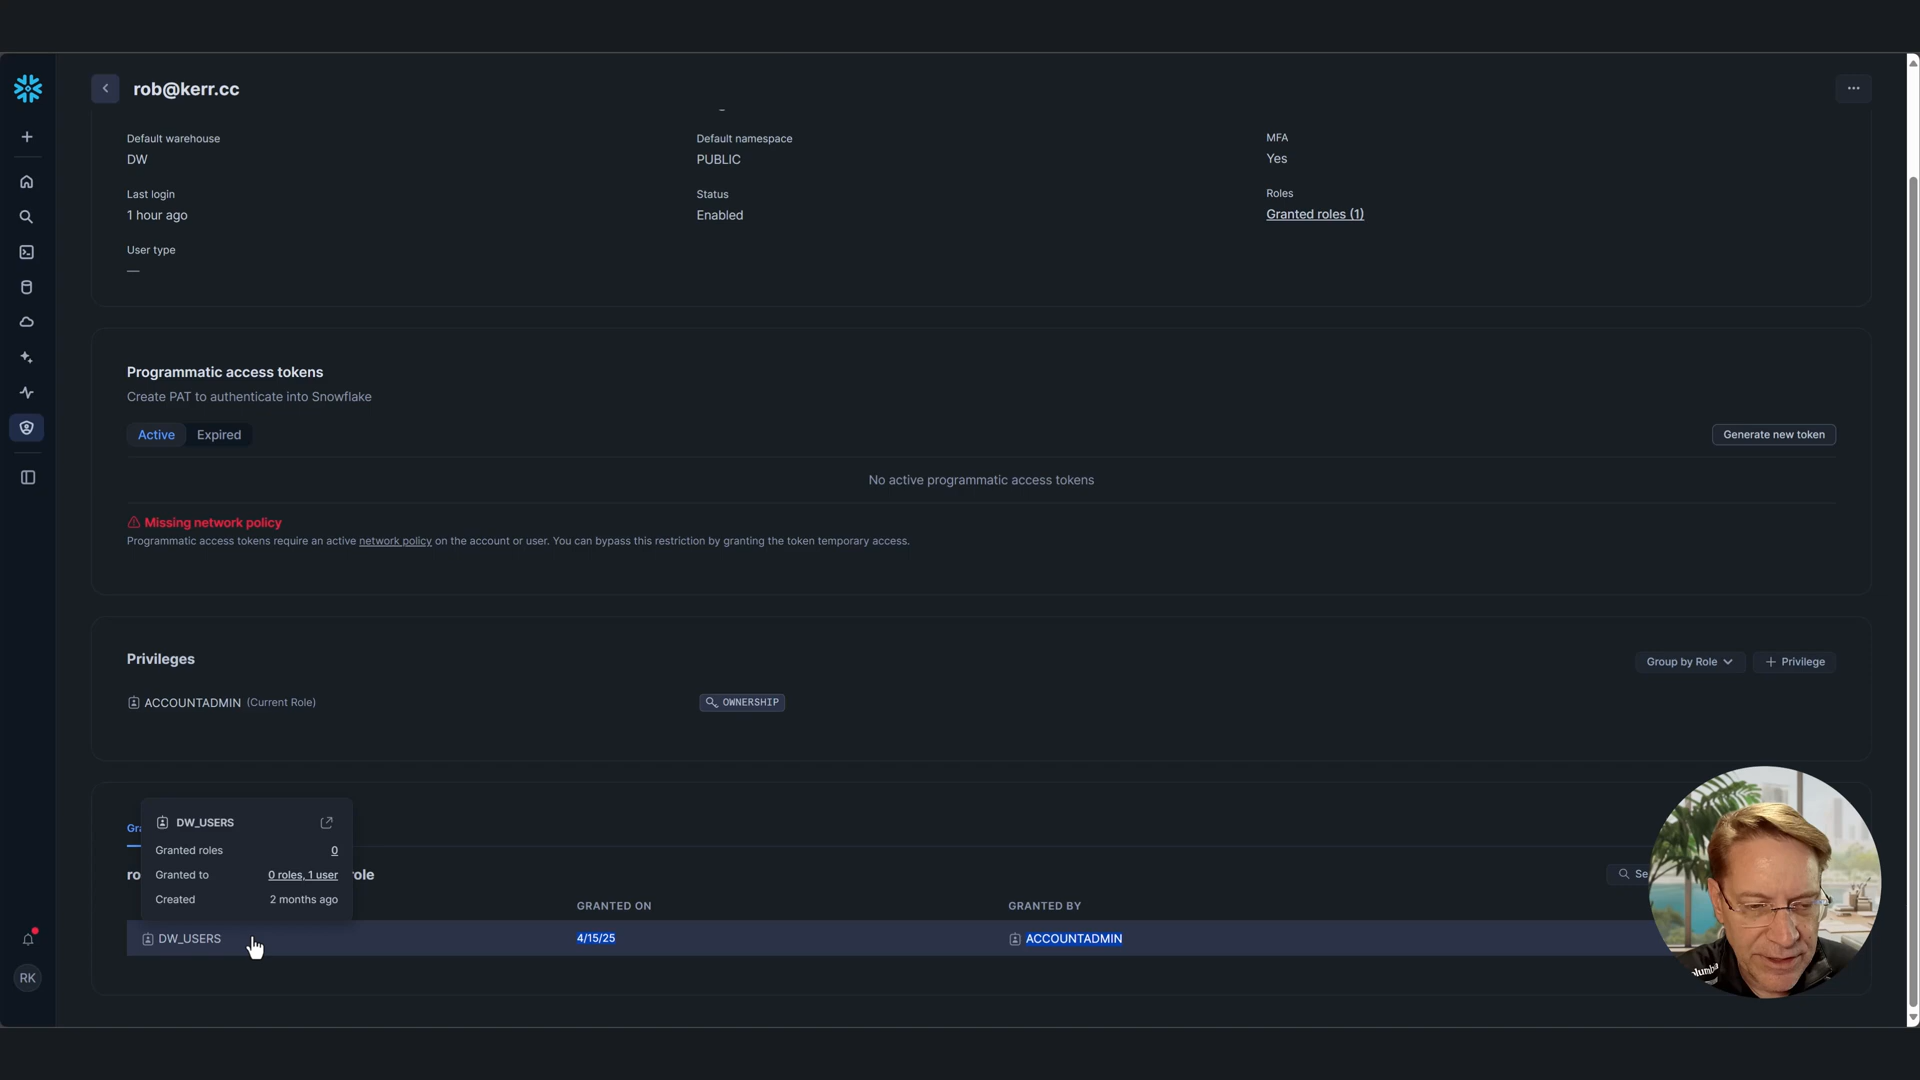 rob@kerr.cc
Default warehouse
DW
Default namespace
PUBLIC
MFA
Yes
Last login
1 hour ago
Status
Enabled
Roles
Granted roles (1)
User type
—
Programmatic access tokens
Create PAT to authenticate into Snowflake
Active
Expired
Generate new token
No active programmatic access tokens
Missing network policy
Programmatic access tokens require an active network policy on the account or user. You can bypass this restriction by granting the token temporary access.
Privileges
Group by Role
Privilege
ACCOUNTADMIN (Current Role)
OWNERSHIP
DW_USERS
Granted roles
0
Granted to
0 roles, 1 user
Created
2 months ago
GRANTED ON
GRANTED BY
DW_USERS
4/15/25
ACCOUNTADMIN
RK